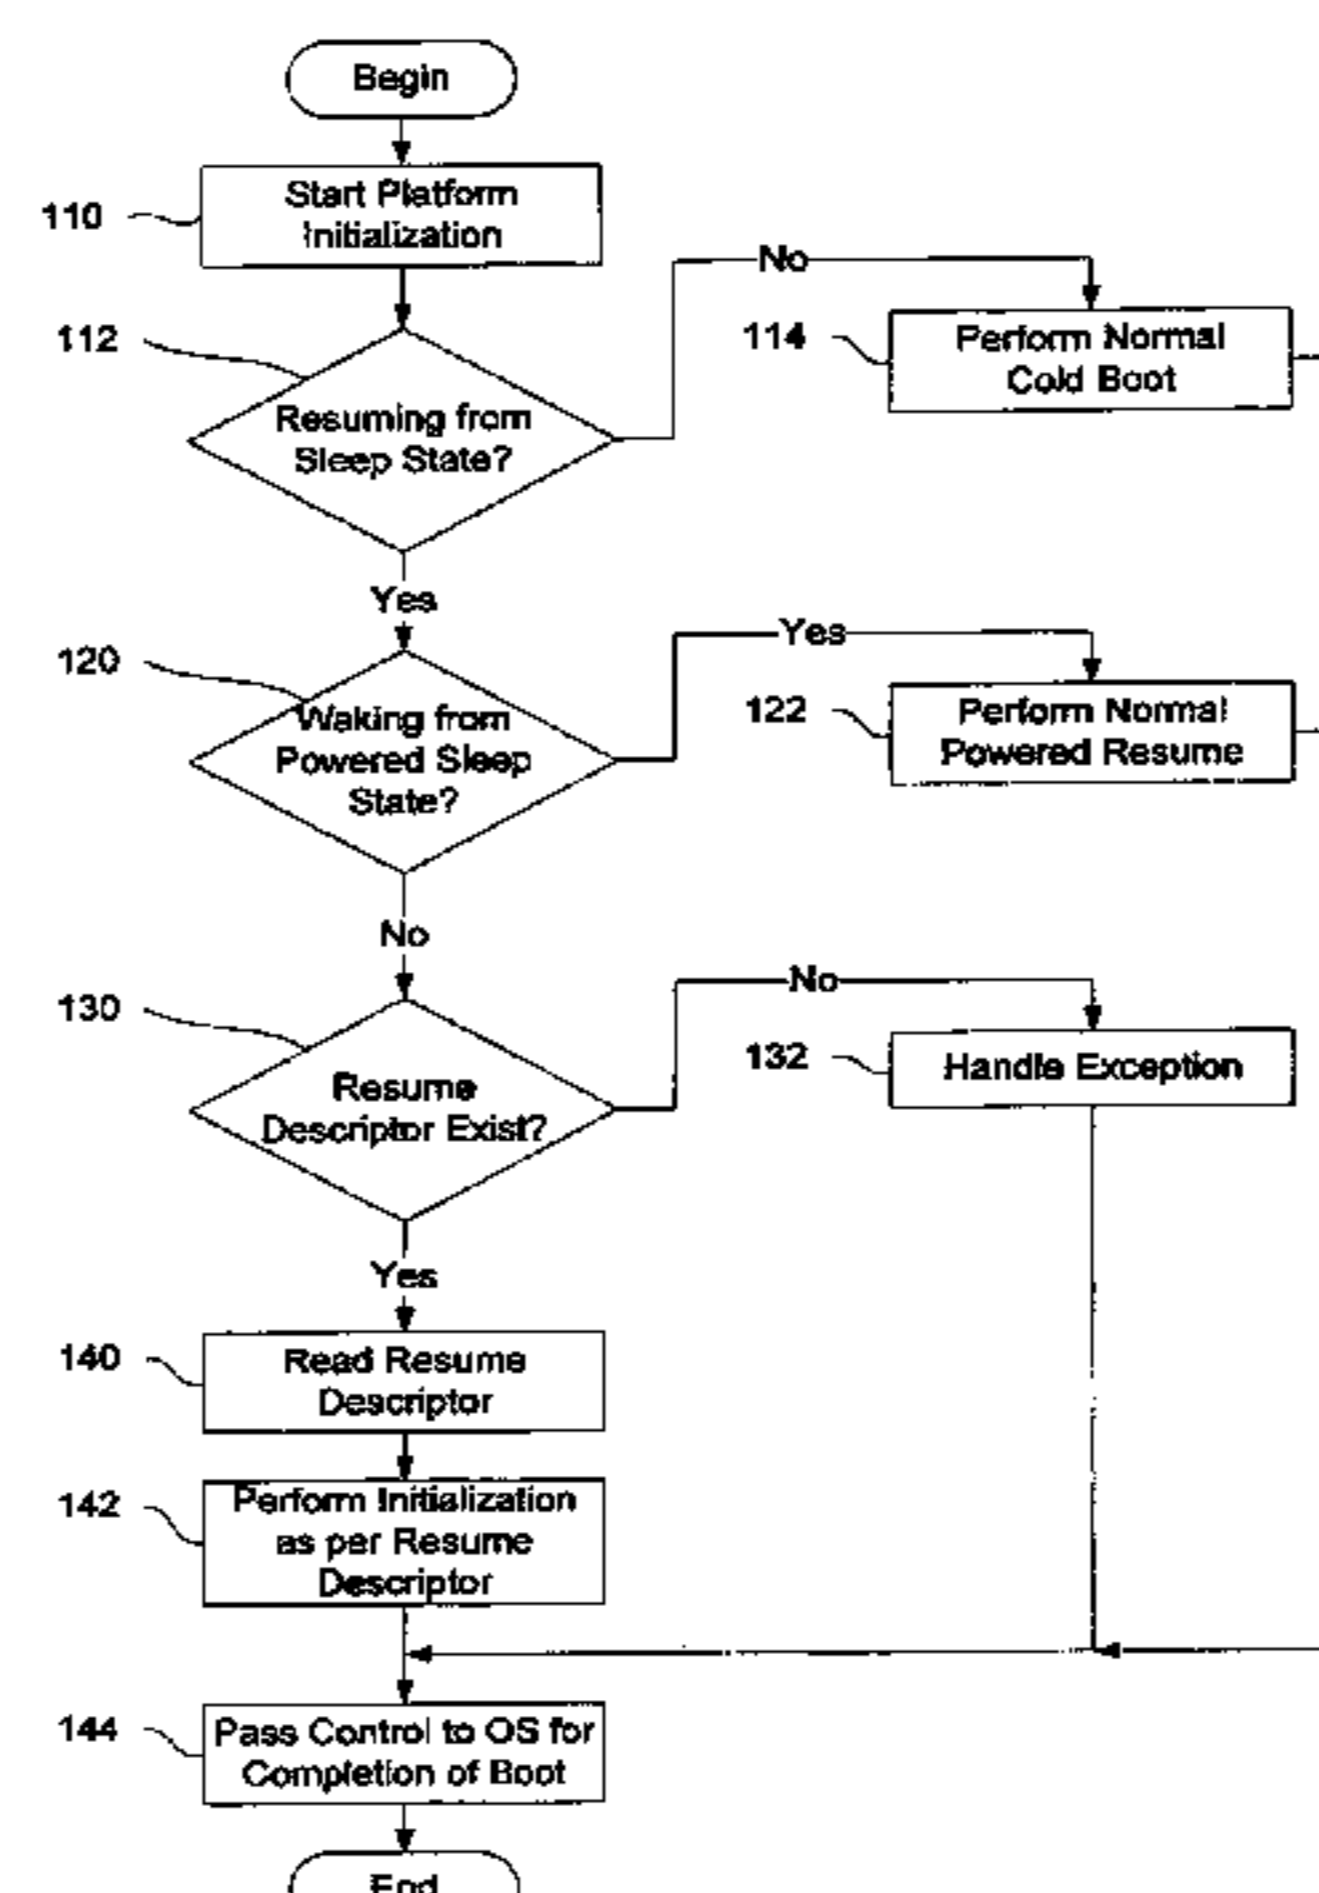 Begin
110
Start Platform
Initialization
No
112
114
Perform Normal
Cold Boot
Resuming from
Sleep State?
Yes
Yes
120
122
Waking from
Powered Sleep
State?
Perform Normal
Powered Resume
No
No
130
132
Handle Exception
Resume
Descriptor Exist?
Yes
140
Read Resume
Descriptor
142
Perform Initialization
as per Resume
Descriptor
144
Pass Control to OS for
Completion of Boot
End